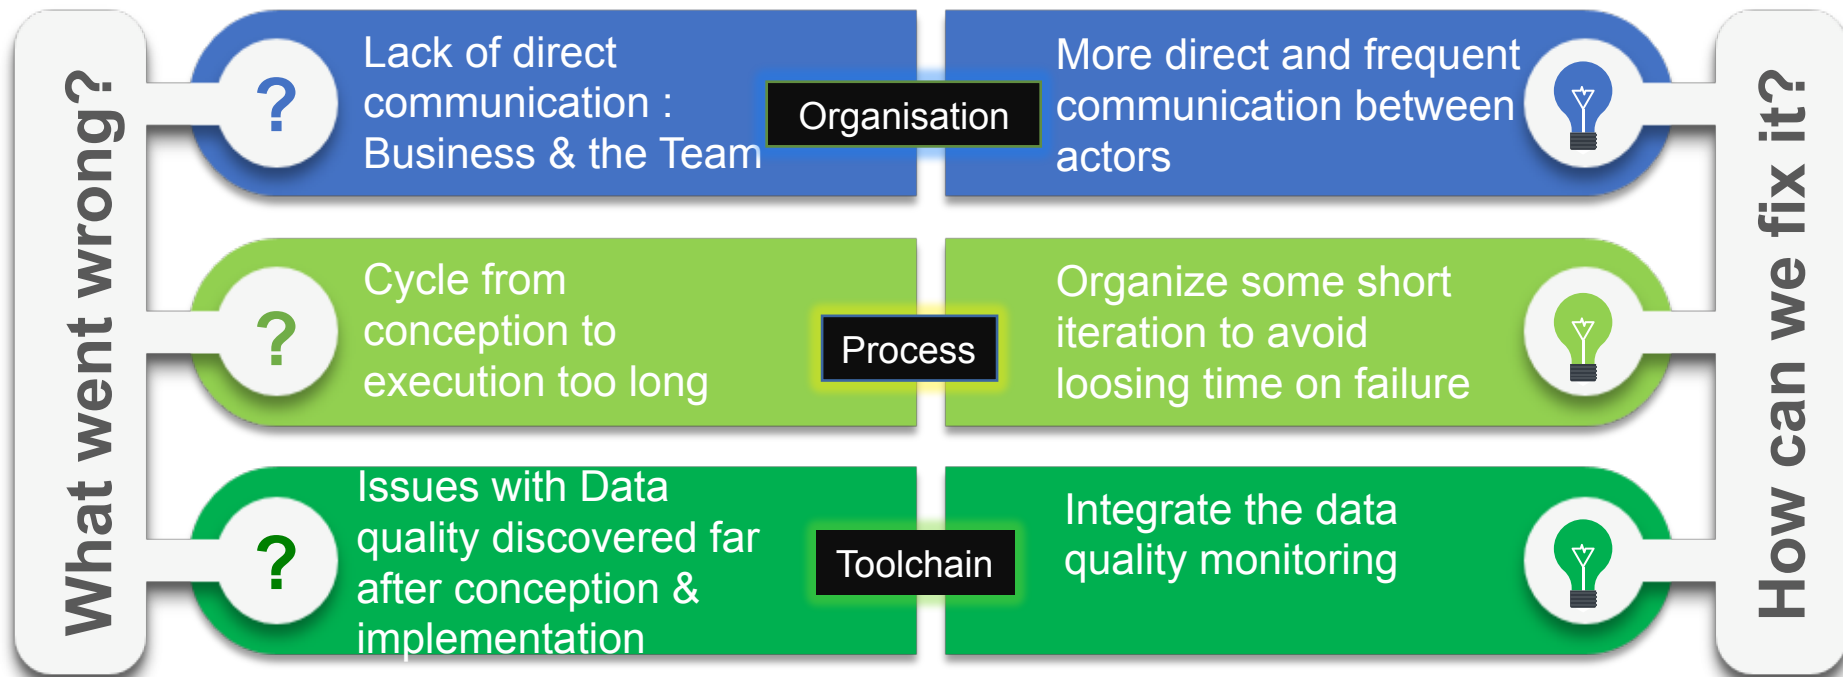 What went wrong?
?
Lack of direct
communication :
Business & the Team
Organisation
More direct and frequent
communication between
actors
?
Cycle from
conception to
execution too long
Process
Organize some short
iteration to avoid
loosing time on failure
?
Issues with Data
quality discovered far
after conception &
implementation
Toolchain
Integrate the data
quality monitoring
How can we fix it?